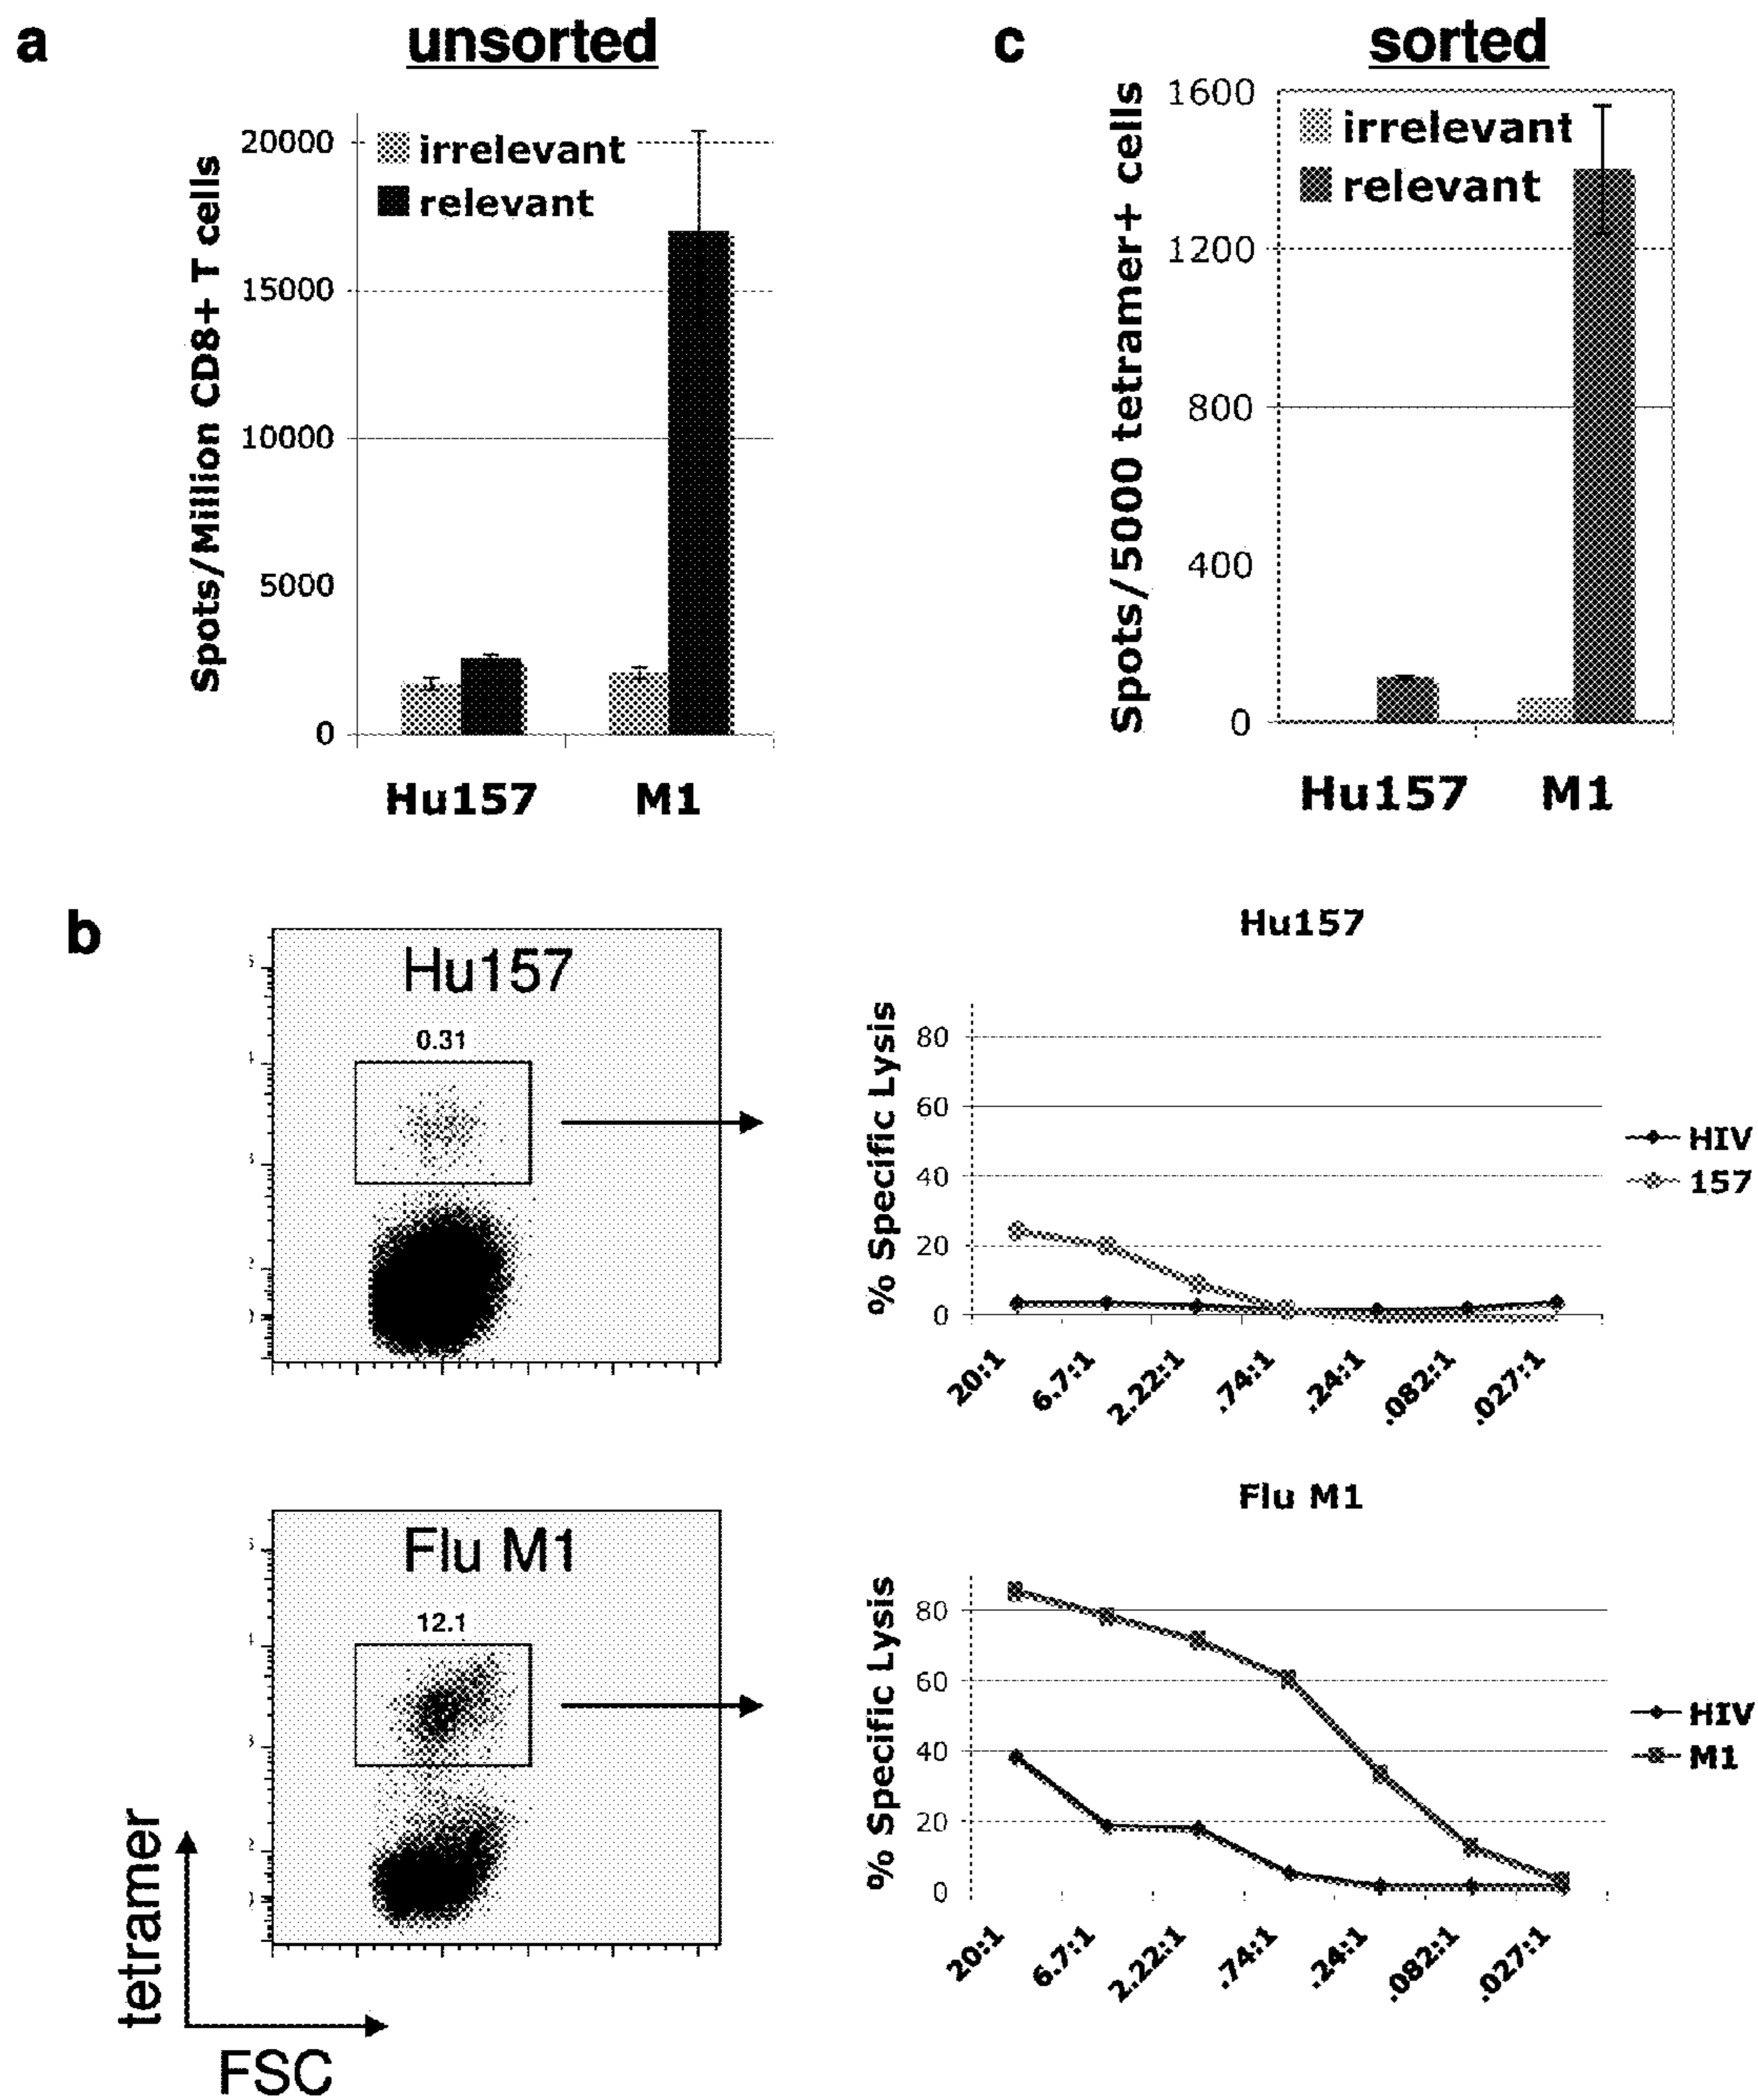 a
unsorted
20000
15000
10000
5000
0
Spots/Million CD8+ T cells
irrelevant
relevant
Hu157
M1
c
sorted
1600
1200
800
400
0
Spots/5000 tetramer+ cells
irrelevant
relevant
Hu157
M1
b
Hu157
0.31
Hu157
% Specific Lysis
80
60
40
20
0
20:1
6.7:1
2.22:1
.74:1
.24:1
.082:1
.027:1
HIV
157
Flu M1
12.1
tetramer
FSC
Flu M1
% Specific Lysis
80
60
40
20
0
20:1
6.7:1
2.22:1
.74:1
.24:1
.082:1
.027:1
HIV
M1